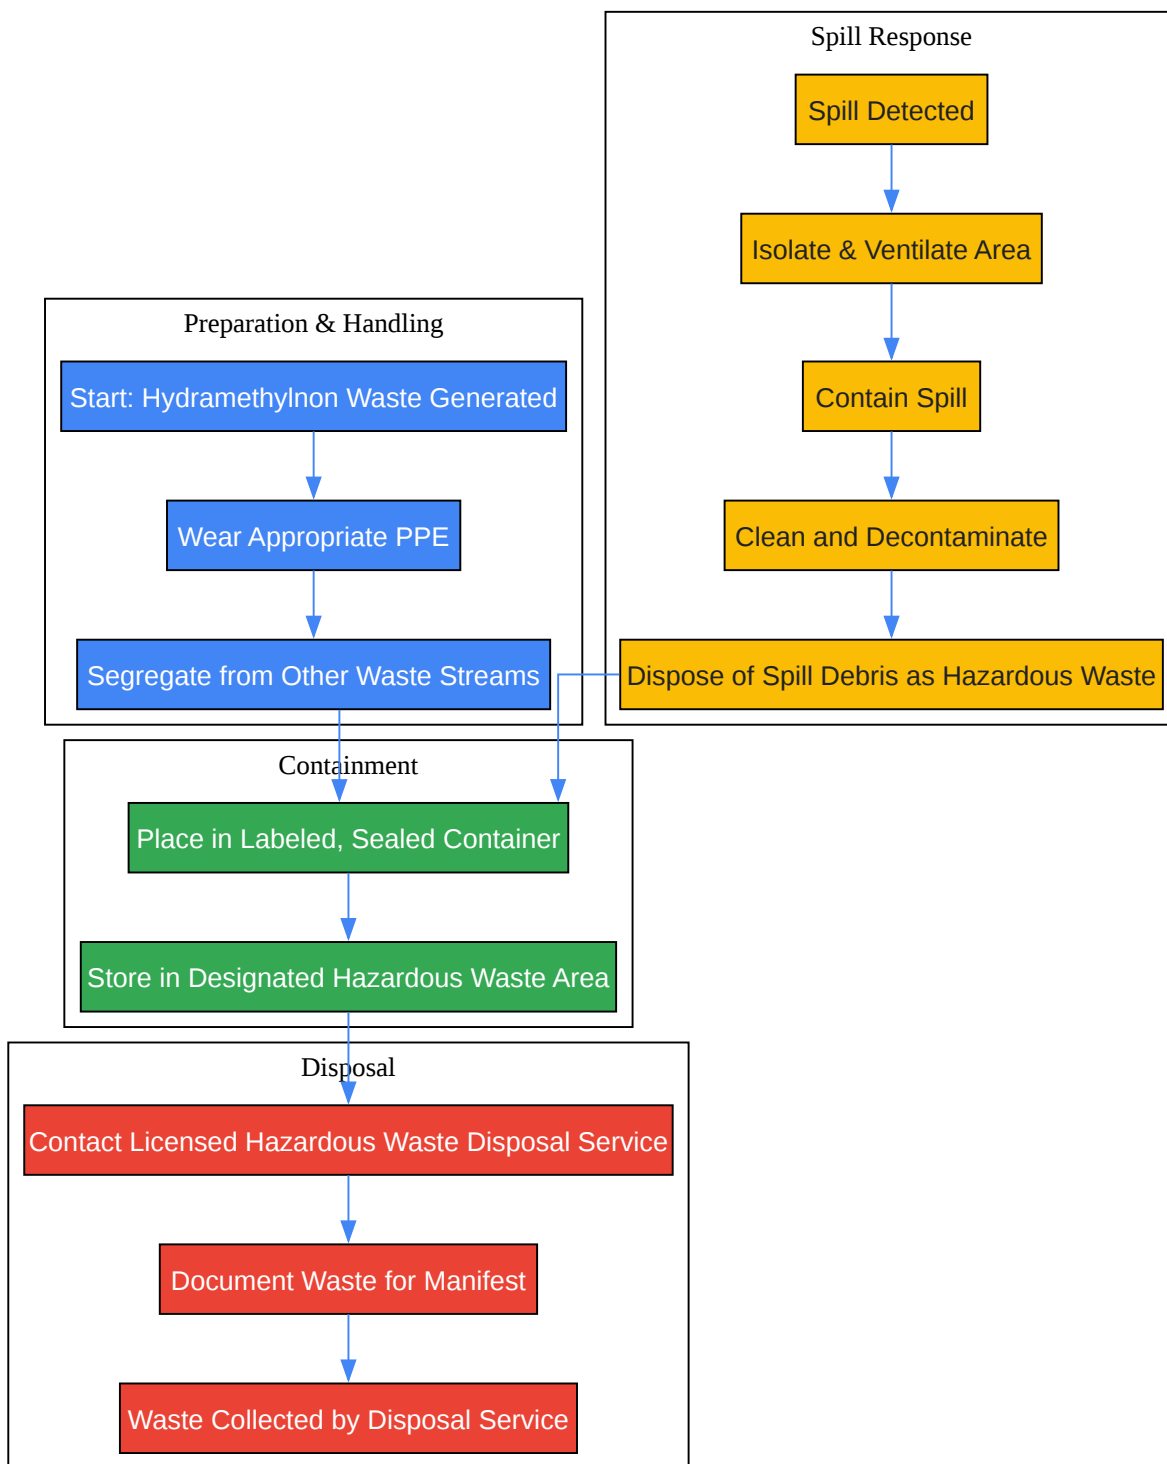 Spill Response
Spill Detected
Isolate & Ventilate Area
Contain Spill
Clean and Decontaminate
Dispose of Spill Debris as Hazardous Waste
Preparation & Handling
Start: Hydramethylnon Waste Generated
Wear Appropriate PPE
Segregate from Other Waste Streams
Containment
Place in Labeled, Sealed Container
Store in Designated Hazardous Waste Area
Disposal
Contact Licensed Hazardous Waste Disposal Service
Document Waste for Manifest
Waste Collected by Disposal Service